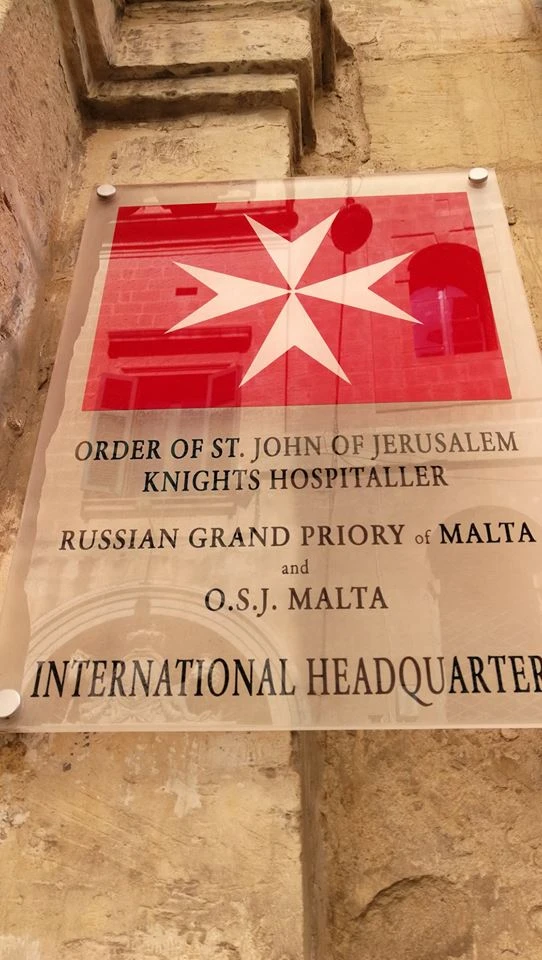 ORDER OF ST. JOHN OF JERUSALEM
KNIGHTS HOSPITALLER
RUSSIAN GRAND PRIORY of MALTA
and
O.S.J. MALTA
INTERNATIONAL HEADQUARTER